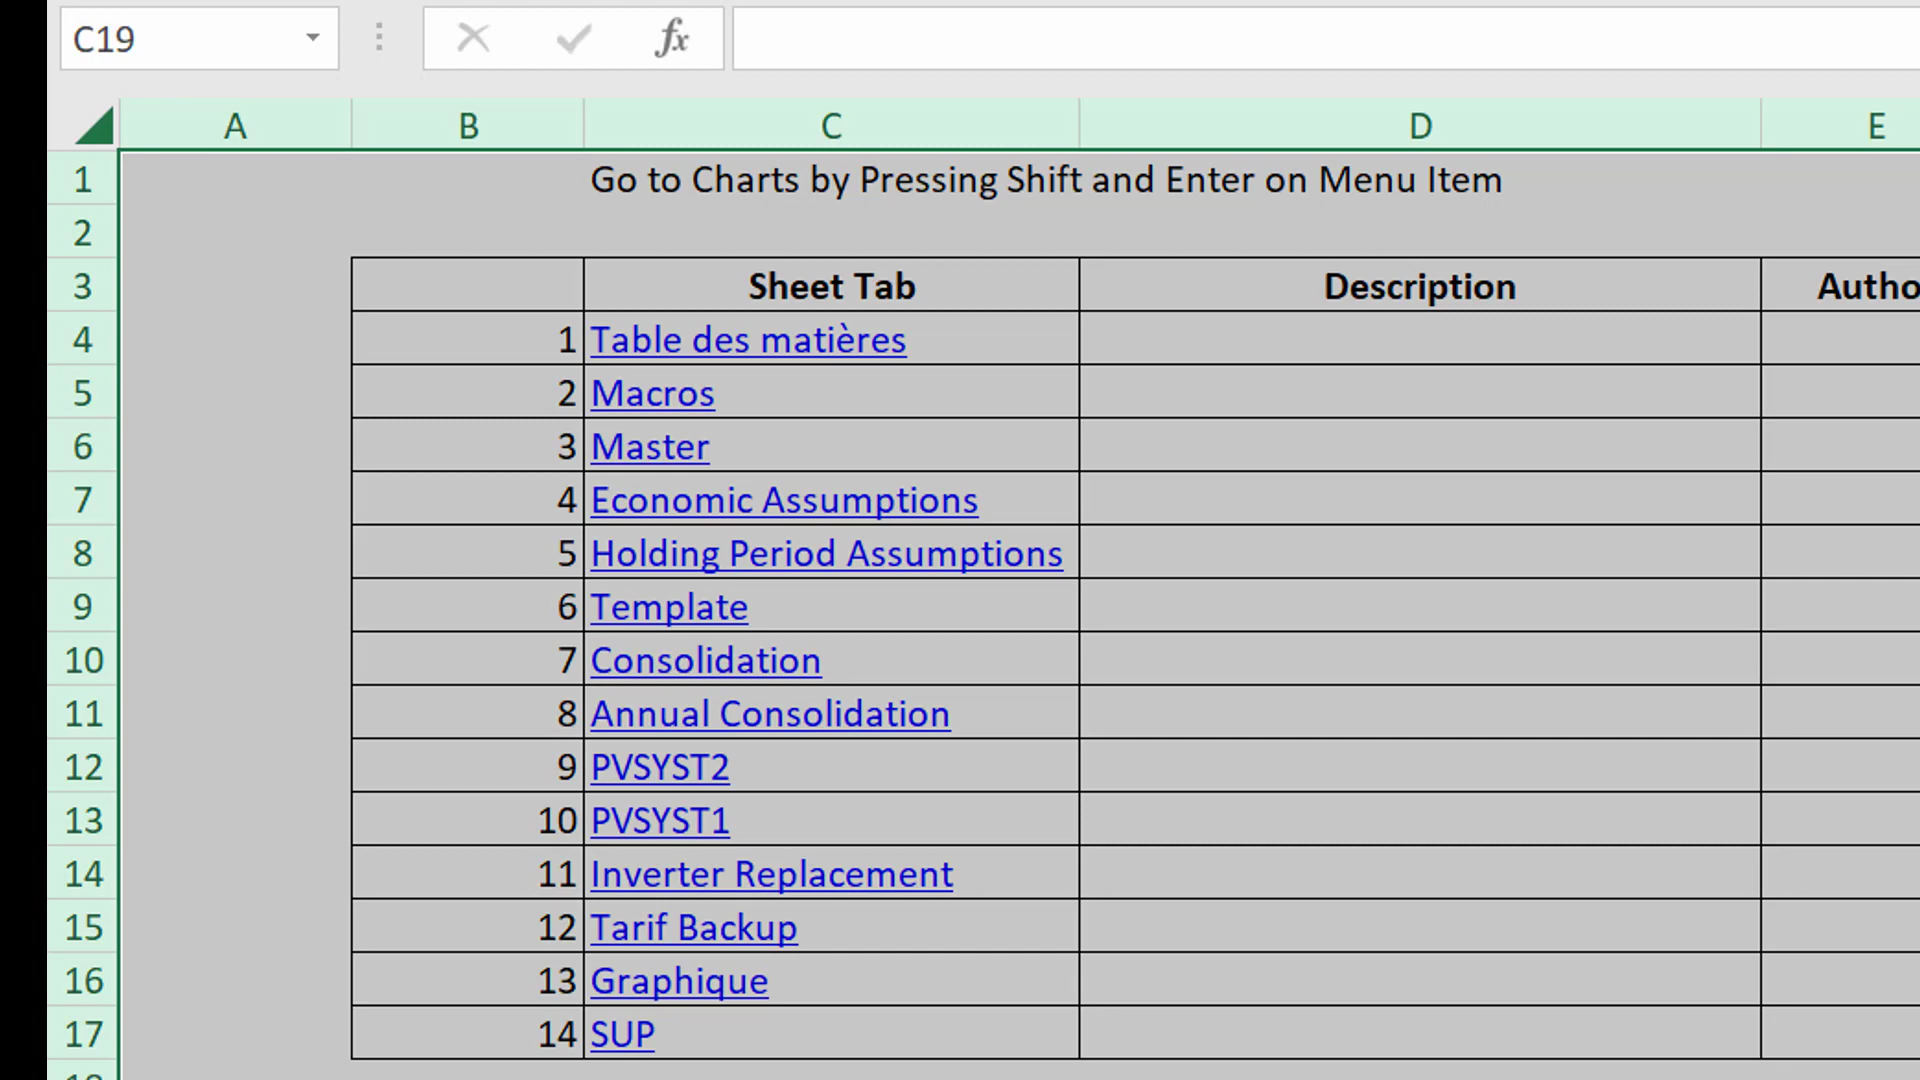 C19
fx
A B C D E
1 Go to Charts by Pressing Shift and Enter on Menu Item
2
3 Sheet Tab Description Autho
4 1 Table des matières
5 2 Macros
6 3 Master
7 4 Economic Assumptions
8 5 Holding Period Assumptions
9 6 Template
10 7 Consolidation
11 8 Annual Consolidation
12 9 PVSYST2
13 10 PVSYST1
14 11 Inverter Replacement
15 12 Tarif Backup
16 13 Graphique
17 14 SUP